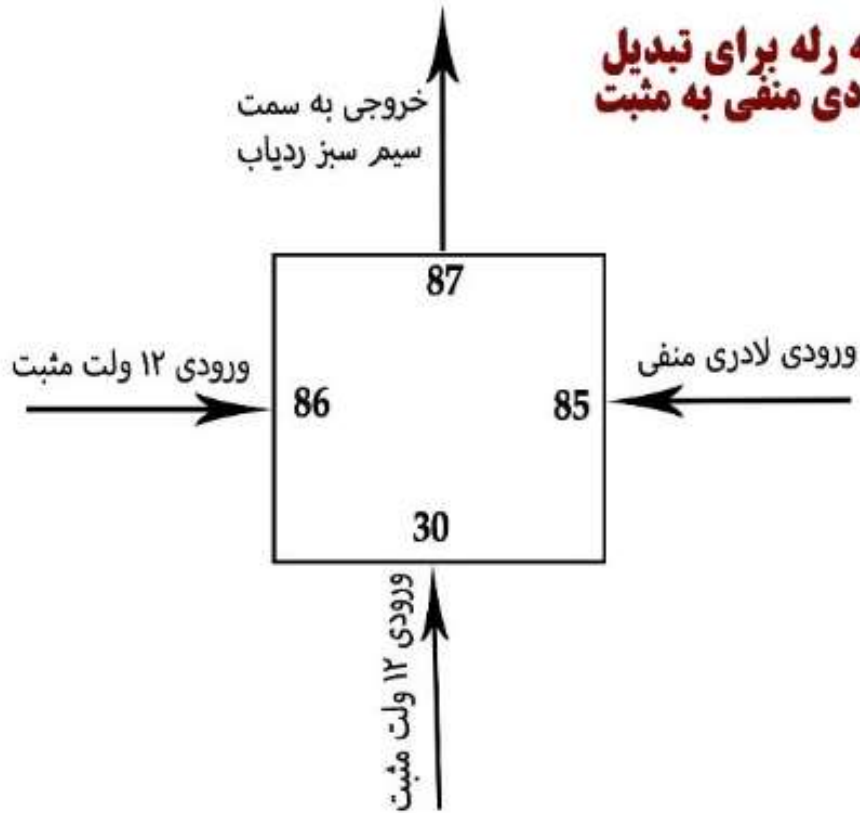 رله برای تبدیل
منفی به مثبت
خروجی به سمت
سیم سبز ردیاب
87
ورودی ۱۲ ولت مثبت
86
85
ورودی لادری منفی
30
ورودی ۱۲ ولت مثبت